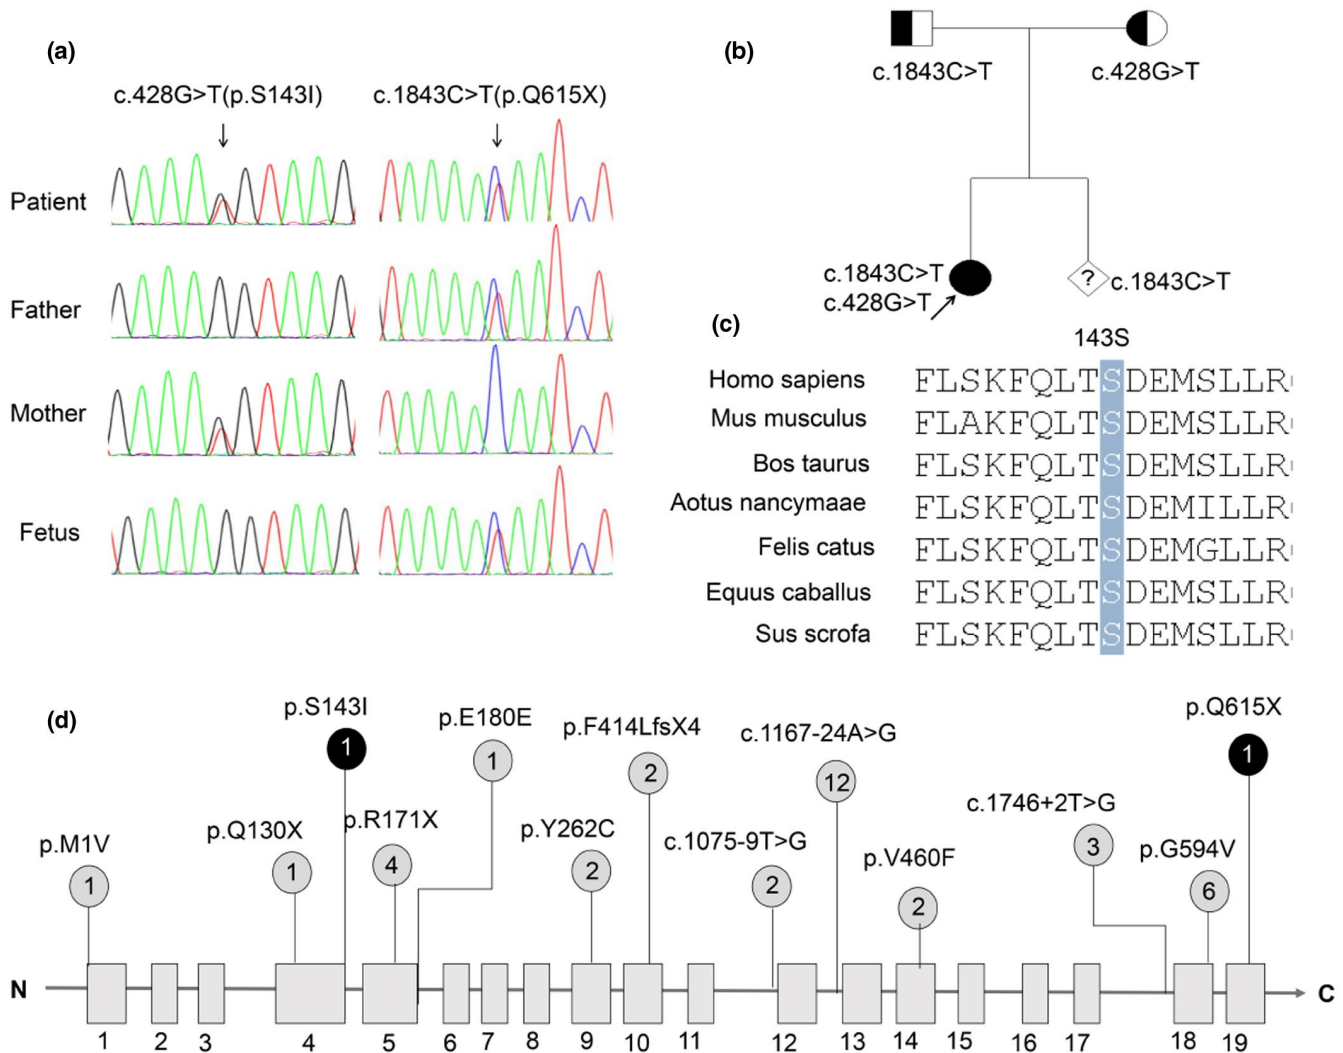 (a)
c.428G>T(p.S143I)
c.1843C>T(p.Q615X)
Patient
Father
Mother
Fetus
(b)
c.1843C>T
c.428G>T
c.1843C>T
c.428G>T
?
c.1843C>T
(c)
143S
Homo sapiens FLSKFQLTSDEMSLLR
Mus musculus FLAKFQLTSDEMSLLR
Bos taurus FLSKFQLTSDEMSLLR
Aotus nancymaae FLSKFQLTSDEMILLR
Felis catus FLSKFQLTSDEMGLLR
Equus caballus FLSKFQLTSDEMSLLR
Sus scrofa FLSKFQLTSDEMSLLR
(d)
p.M1V
1
p.Q130X
1
p.S143I
1
p.R171X
4
p.E180E
1
p.Y262C
2
p.F414LfsX4
2
c.1075-9T>G
2
c.1167-24A>G
12
p.V460F
2
c.1746+2T>G
3
p.G594V
6
p.Q615X
1
N
C
1 2 3 4 5 6 7 8 9 10 11 12 13 14 15 16 17 18 19